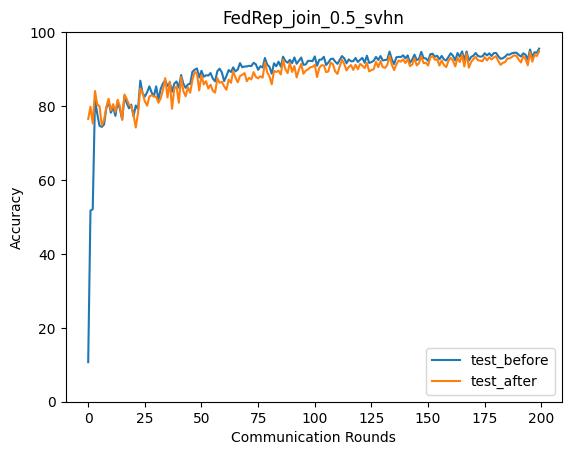 FedRep_join_0.5_svhn
100
80
60
40
20
0
Accuracy
0 25 50 75 100 125 150 175 200
Communication Rounds
test_before
test_after